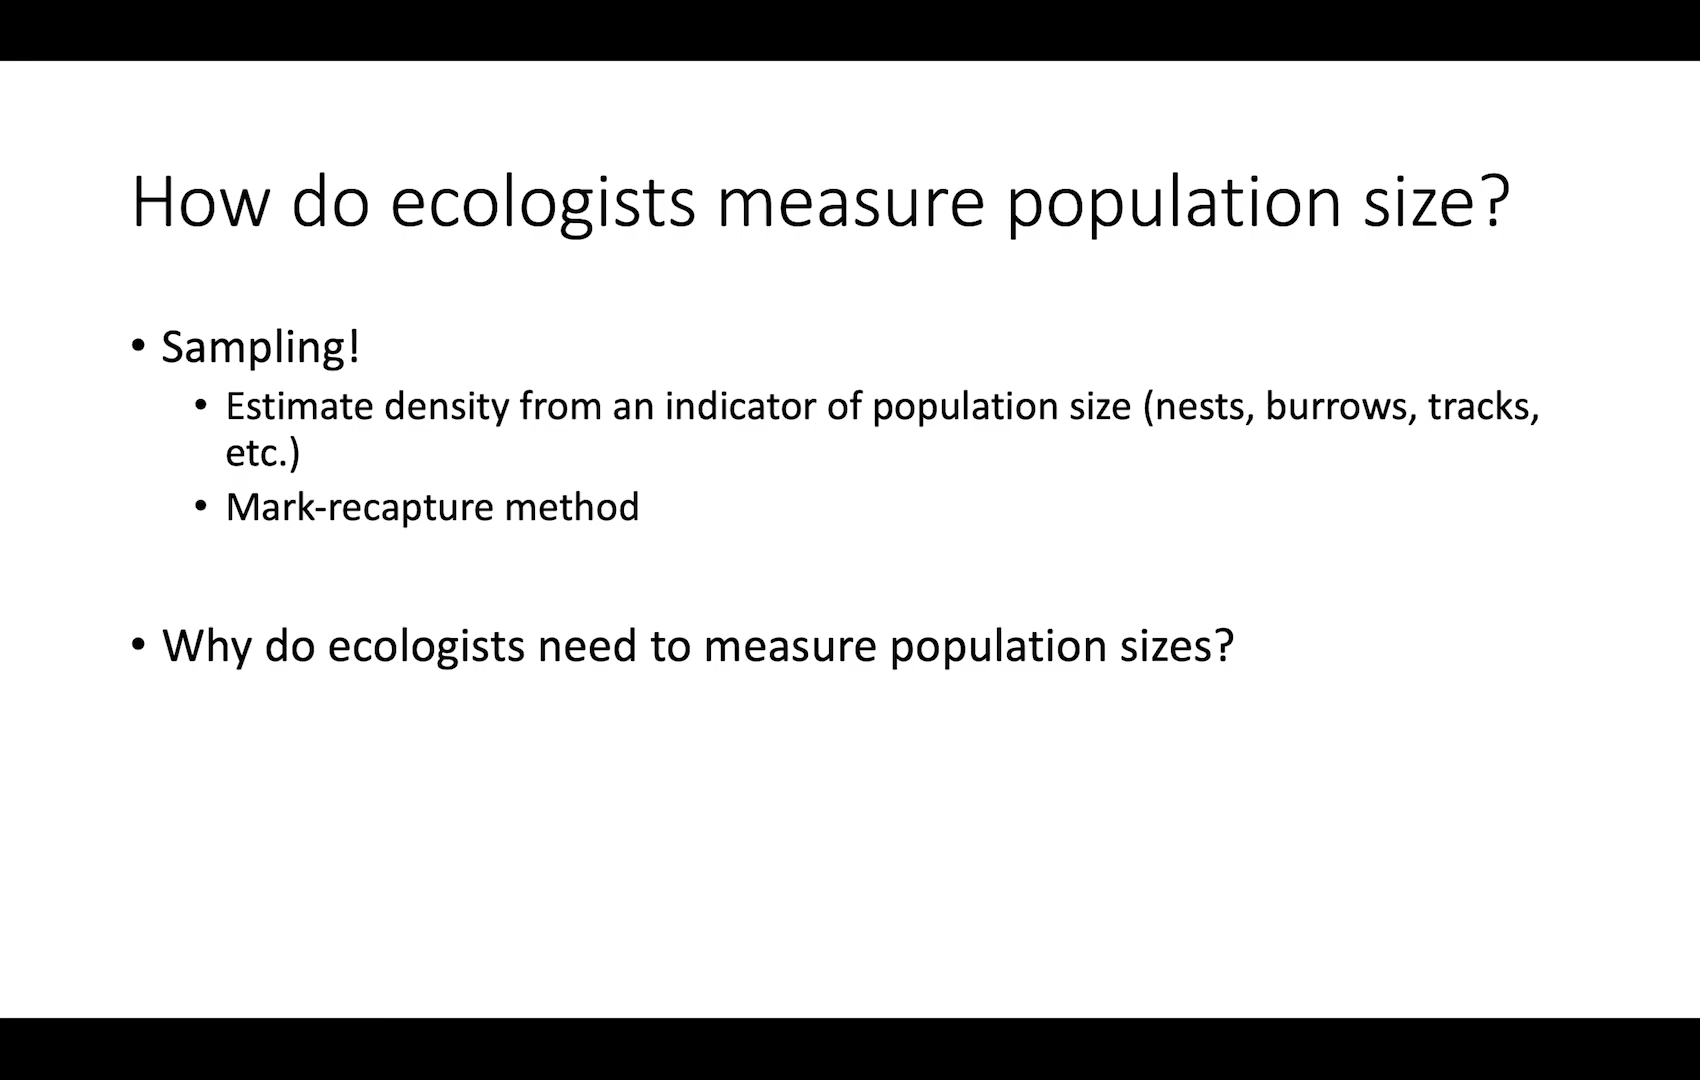 How do ecologists measure population size?
• Sampling!
• Estimate density from an indicator of population size (nests, burrows, tracks,
etc.)
• Mark-recapture method
• Why do ecologists need to measure population sizes?